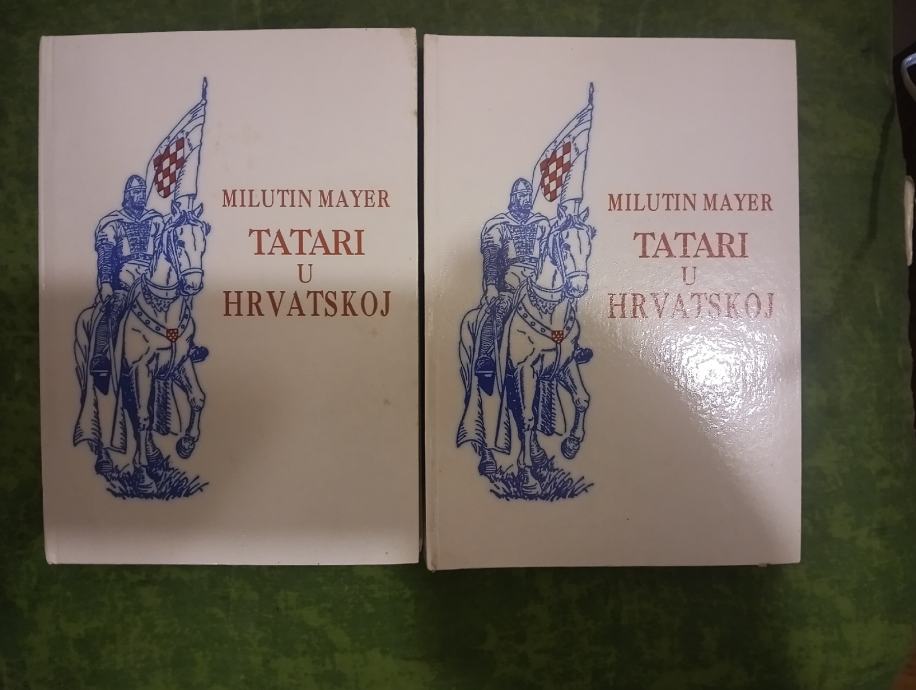 MILUTIN MAYER
TATARI
U
HRVATSKOJ
MILUTIN MAYER
TATARI
U
HRVATSKOJ